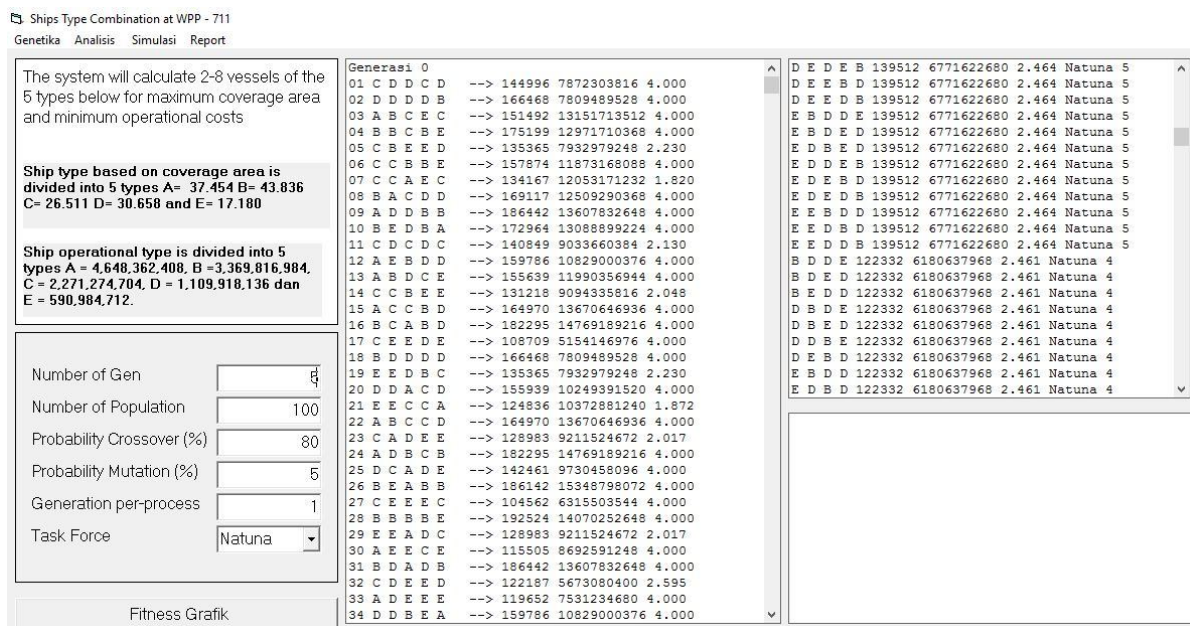 Ships Type Combination at WPP - 711
Genetika Analisis Simulasi Report
The system will calculate 2-8 vessels of the
5 types below for maximum coverage area
and minimum operational costs
Ship type based on coverage area is
divided into 5 types A= 37.454 B= 43.836
C= 26.511 D= 30.658 and E= 17.180
Ship operational type is divided into 5
types A = 4,648,362,408, B =3,369,816,984,
C = 2,271,274,704, D = 1,109,918,136 dan
E = 590,984,712.
Number of Gen 5
Number of Population 100
Probability Crossover (%) 80
Probability Mutation (%) 5
Generation per-process 1
Task Force Natuna
Fitness Grafik
Generasi 0
01 C D D C D --> 144996 7872303816 4.000
02 D D D D B --> 166468 7809489528 4.000
03 A B C E C --> 151492 13151713512 4.000
04 B B C B E --> 175199 12971710368 4.000
05 C B E E D --> 135365 7932979248 2.230
06 C C B B E --> 157874 11873168088 4.000
07 C C A E C --> 134167 12053171232 1.820
08 B A C D D --> 169117 12509290368 4.000
09 A D D B B --> 186442 13607832648 4.000
10 B E D B A --> 172964 13088899224 4.000
11 C D C D C --> 140849 9033660384 2.130
12 A E B D D --> 159786 10829000376 4.000
13 A B D C E --> 155639 11990356944 4.000
14 C C B E E --> 131218 9094335816 2.048
15 A C C B D --> 164970 13670646936 4.000
16 B C A B D --> 182295 14769189216 4.000
17 C E E D E --> 108709 5154146976 4.000
18 B D D D D --> 166468 7809489528 4.000
19 E E D B C --> 135365 7932979248 2.230
20 D D A C D --> 155939 10249391520 4.000
21 E E C C A --> 124836 10372881240 1.872
22 A B C C D --> 164970 13670646936 4.000
23 C A D E E --> 128983 9211524672 2.017
24 A D B C B --> 182295 14769189216 4.000
25 D C A D E --> 142461 9730458096 4.000
26 B E A B B --> 186142 15348798072 4.000
27 C E E E C --> 104562 6315503544 4.000
28 B B B B E --> 192524 14070252648 4.000
29 E E A D C --> 128983 9211524672 2.017
30 A E E C E --> 115505 8692591248 4.000
31 B D A D B --> 186442 13607832648 4.000
32 C D E E D --> 122187 5673080400 2.595
33 A D E E E --> 119652 7531234680 4.000
34 D D B E A --> 159786 10829000376 4.000
D E D E B 139512 6771622680 2.464 Natuna 5
D E E B D 139512 6771622680 2.464 Natuna 5
D E E D B 139512 6771622680 2.464 Natuna 5
E B D D E 139512 6771622680 2.464 Natuna 5
E B D E D 139512 6771622680 2.464 Natuna 5
E B E D D 139512 6771622680 2.464 Natuna 5
E D D E B 139512 6771622680 2.464 Natuna 5
E D E B D 139512 6771622680 2.464 Natuna 5
E D E D B 139512 6771622680 2.464 Natuna 5
E E B D D 139512 6771622680 2.464 Natuna 5
E E D B D 139512 6771622680 2.464 Natuna 5
E E D D B 139512 6771622680 2.464 Natuna 5
B D D E 122332 6180637968 2.461 Natuna 4
B D E D 122332 6180637968 2.461 Natuna 4
B E D D 122332 6180637968 2.461 Natuna 4
D B D E 122332 6180637968 2.461 Natuna 4
D B E D 122332 6180637968 2.461 Natuna 4
D D B E 122332 6180637968 2.461 Natuna 4
D E B D 122332 6180637968 2.461 Natuna 4
E B D D 122332 6180637968 2.461 Natuna 4
E D B D 122332 6180637968 2.461 Natuna 4